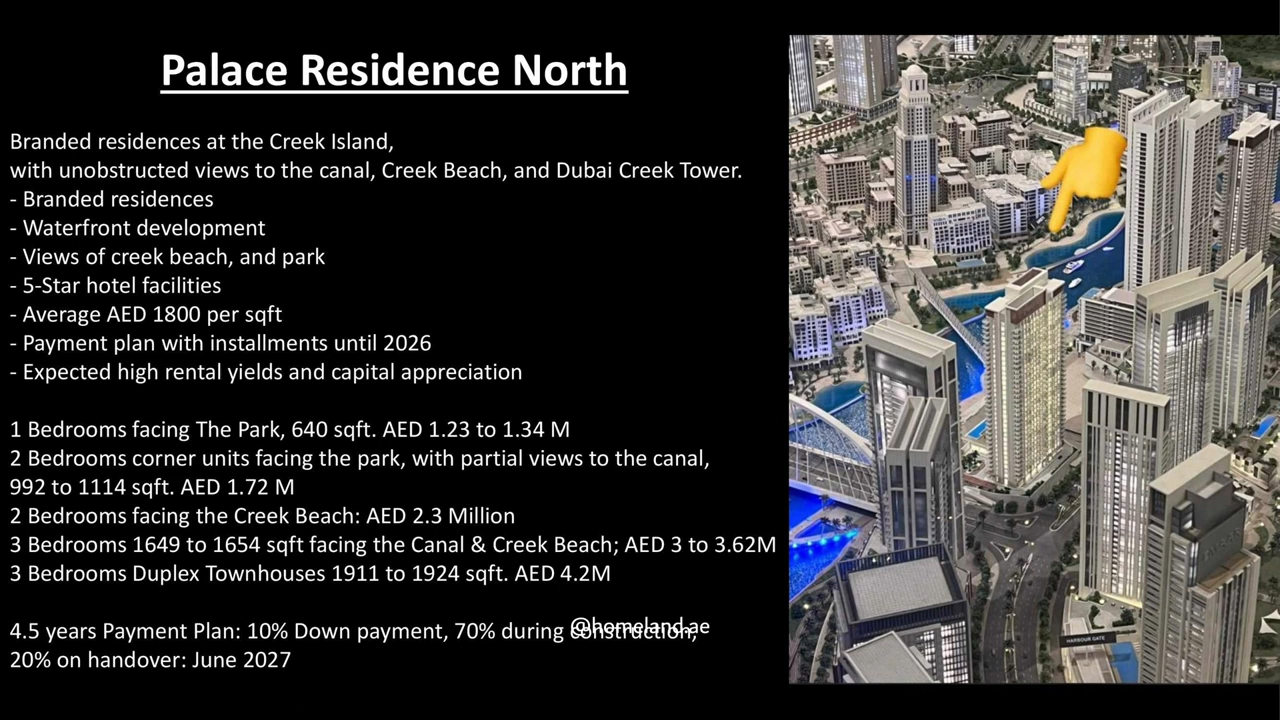 Palace Residence North
Branded residences at the Creek Island,
with unobstructed views to the canal, Creek Beach, and Dubai Creek Tower.
- Branded residences
- Waterfront development
- Views of creek beach, and park
- 5-Star hotel facilities
- Average AED 1800 per sqft
- Payment plan with installments until 2026
- Expected high rental yields and capital appreciation
1 Bedrooms facing The Park, 640 sqft. AED 1.23 to 1.34 M
2 Bedrooms corner units facing the park, with partial views to the canal,
992 to 1114 sqft. AED 1.72 M
2 Bedrooms facing the Creek Beach: AED 2.3 Million
3 Bedrooms 1649 to 1654 sqft facing the Canal & Creek Beach; AED 3 to 3.62M
3 Bedrooms Duplex Townhouses 1911 to 1924 sqft. AED 4.2M
4.5 years Payment Plan: 10% Down payment, 70% during construction,
20% on handover: June 2027
@homeland.ae
HARBOUR GATE